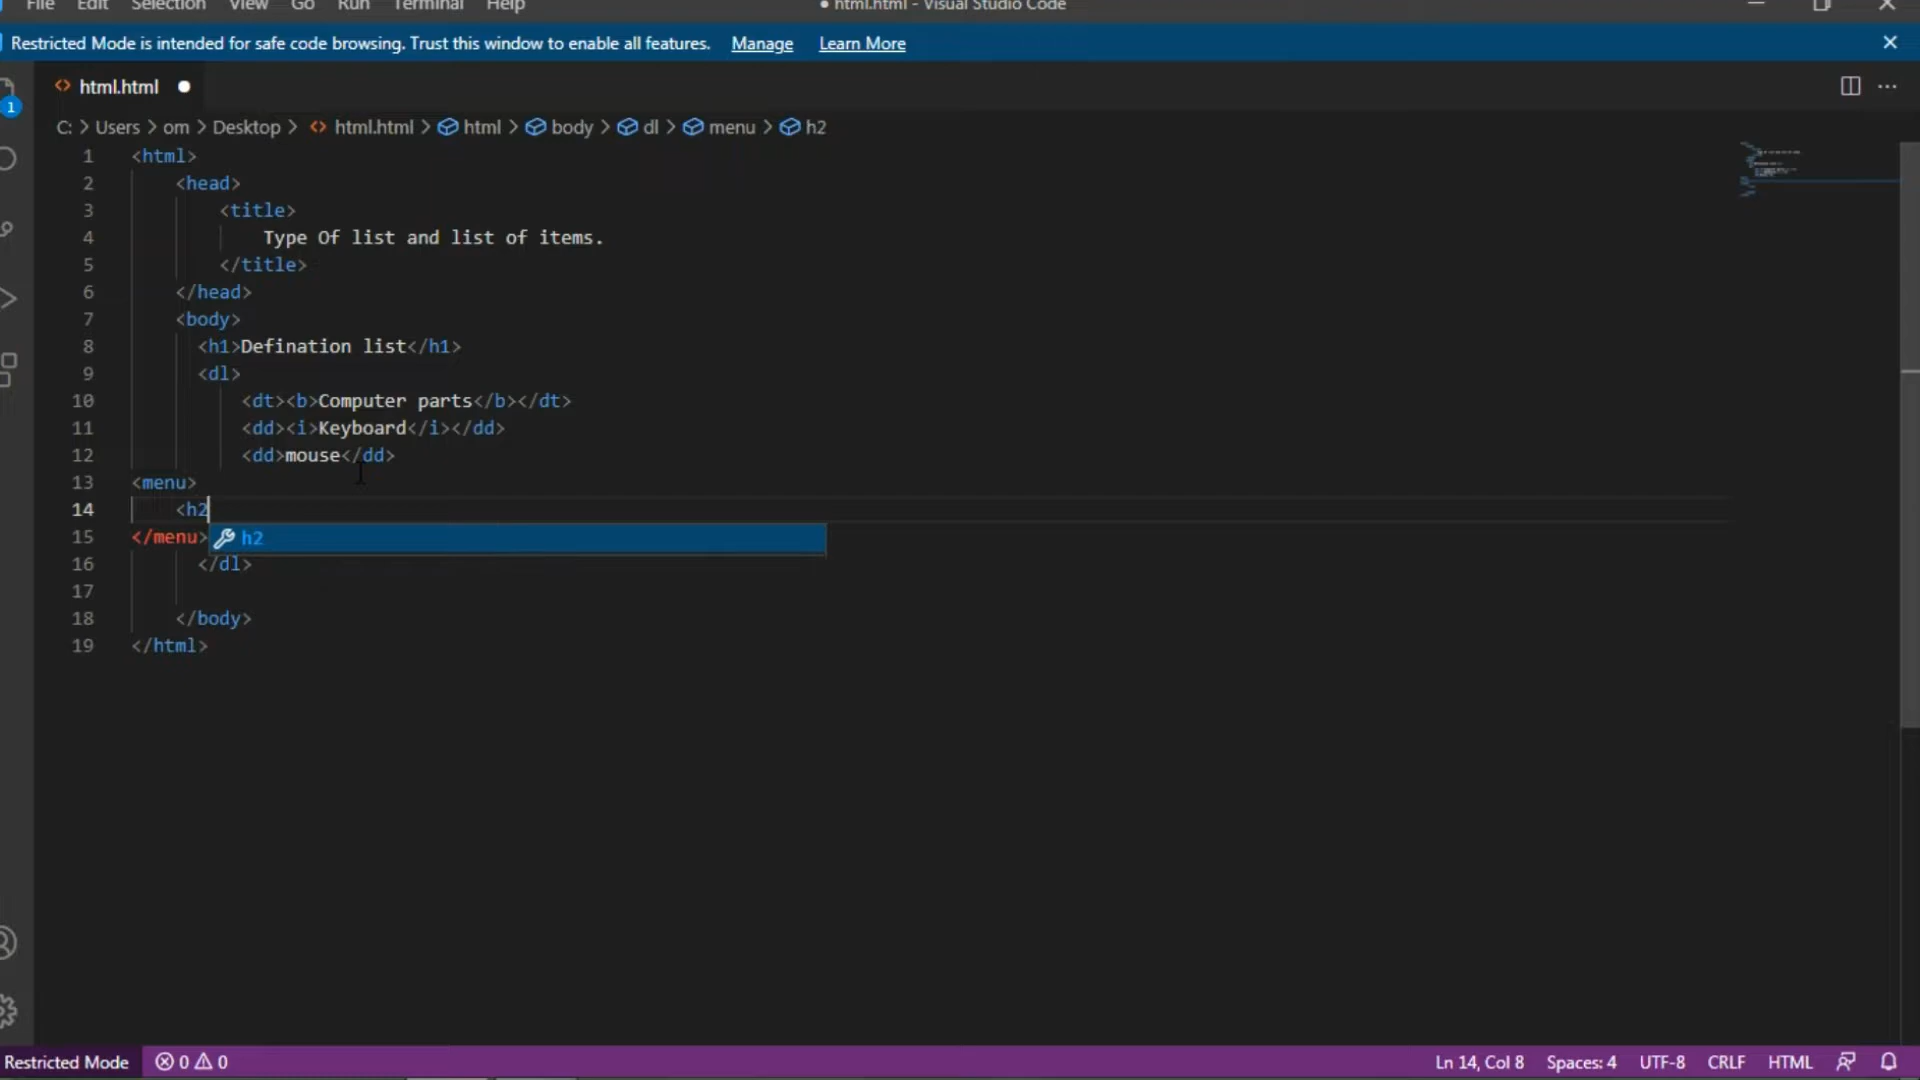 File Edit Selection View Go Run Terminal Help ● html.html - Visual Studio Code
Restricted Mode is intended for safe code browsing. Trust this window to enable all features. Manage Learn More
html.html
1
C: > Users > om > Desktop > html.html > html > body > dl > menu > h2
1 <html>
2 <head>
3 <title>
4 Type Of list and list of items.
5 </title>
6 </head>
7 <body>
8 <h1>Defination list</h1>
9 <dl>
10 <dt><b>Computer parts</b></dt>
11 <dd><i>Keyboard</i></dd>
12 <dd>mouse</dd>
13 <menu>
14 <h2
15 </menu> h2
16 </dl>
17
18 </body>
19 </html>
Restricted Mode 0 0 Ln 14, Col 8 Spaces: 4 UTF-8 CRLF HTML